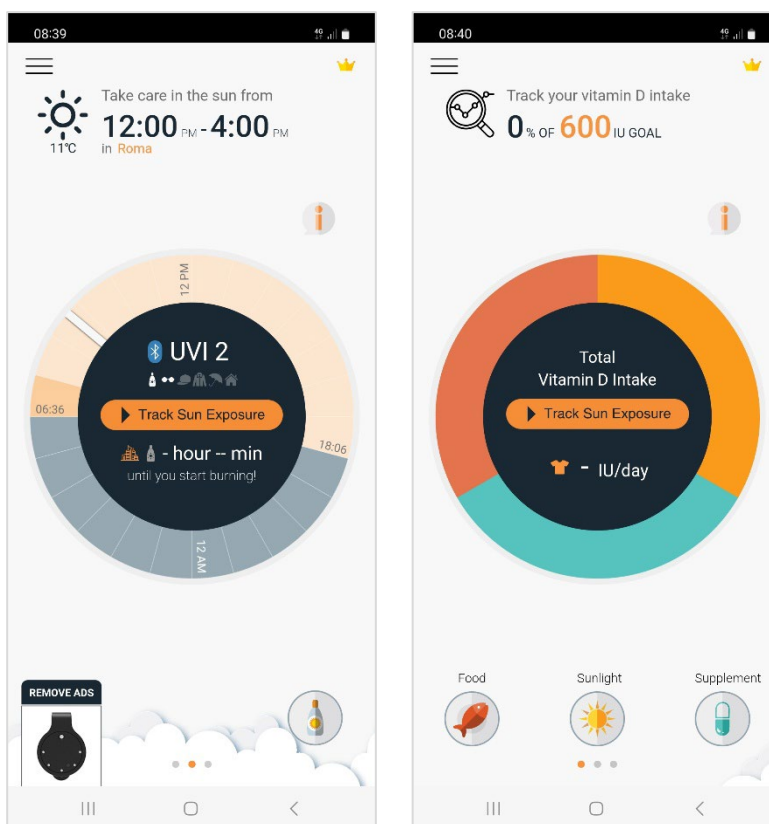 08:39
4G
Take care in the sun from
12:00 PM - 4:00 PM
11°C
in Roma
i
12 PM
UVI 2
06:36
Track Sun Exposure
18:06
- hour -- min
until you start burning!
12 AM
REMOVE ADS
08:40
4G
Track your vitamin D intake
0 % OF 600 IU GOAL
i
Total
Vitamin D Intake
Track Sun Exposure
- IU/day
Food
Sunlight
Supplement